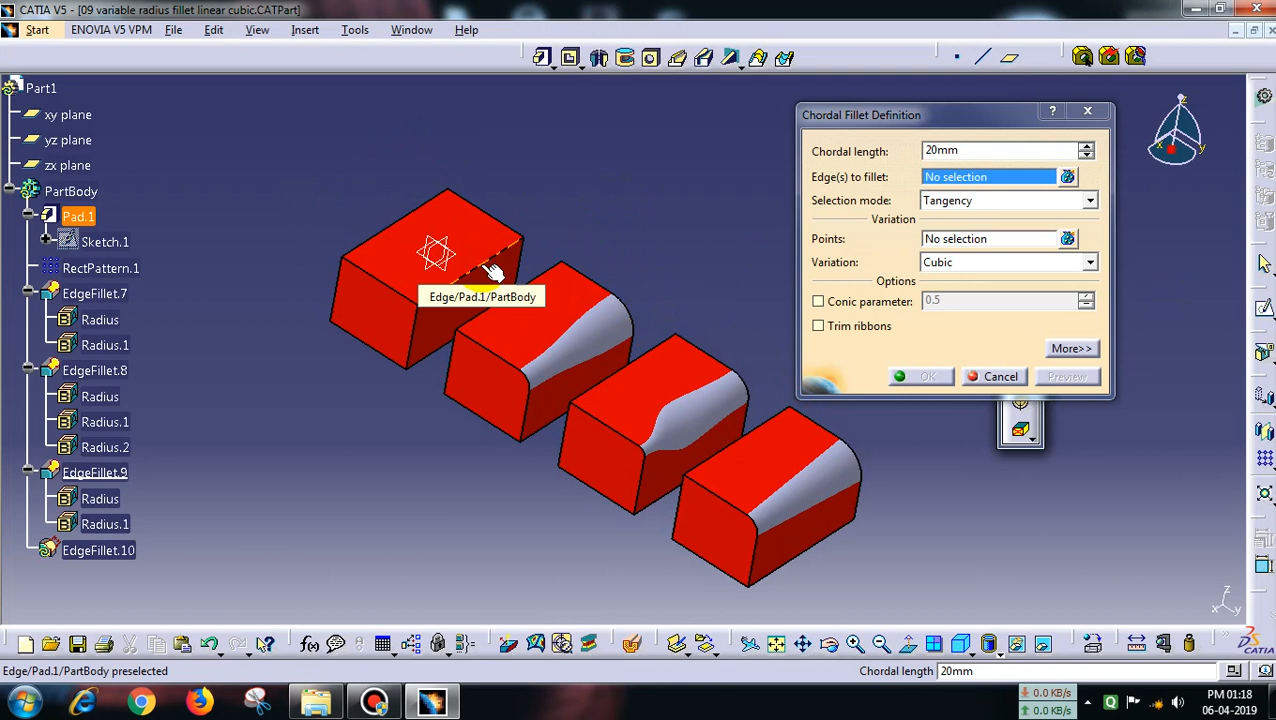 CATIA V5 - [09 variable radius fillet linear cubic.CATPart]
Start ENOVIA V5 VPM File Edit View Insert Tools Window Help
Part1
xy plane
yz plane
zx plane
PartBody
Pad.1
Sketch.1
RectPattern.1
EdgeFillet.7
Radius
Radius.1
EdgeFillet.8
Radius
Radius.1
Radius.2
EdgeFillet.9
Radius
Radius.1
EdgeFillet.10
Edge/Pad.1/PartBody
Chordal Fillet Definition
Chordal length: 20mm
Edge(s) to fillet: No selection
Selection mode: Tangency
Variation
Points: No selection
Variation: Cubic
Options
Conic parameter: 0.5
Trim ribbons
More>>
OK Cancel Preview
z
x
y
z
x
y
f(x)
CATIA
Edge/Pad.1/PartBody preselected
Chordal length 20mm
0.0 KB/s
0.0 KB/s
PM 01:18
06-04-2019